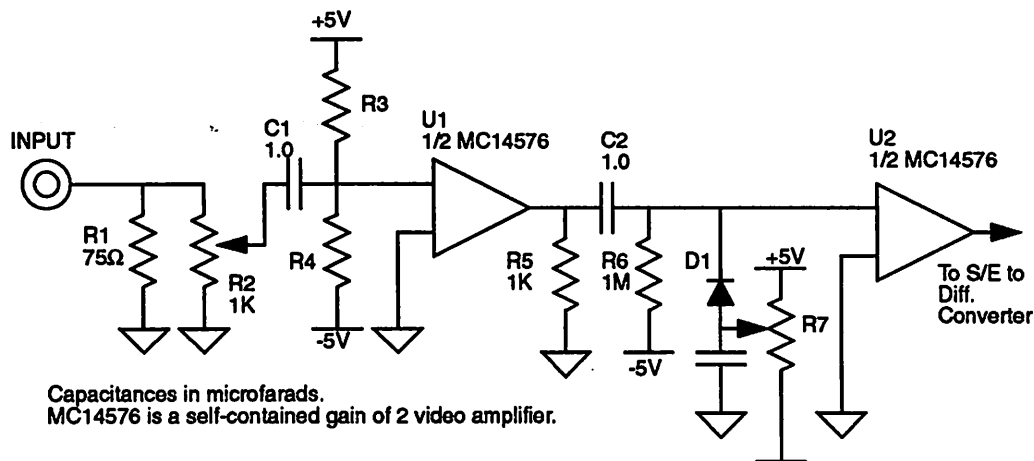 +5V
R3
INPUT
C1
1.0
U1
1/2 MC14576
C2
1.0
U2
1/2 MC14576
R1
75Ω
R2
1K
R4
-5V
R5
1K
R6
1M
-5V
D1
+5V
R7
To S/E to
Diff.
Converter
Capacitances in microfarads.
MC14576 is a self-contained gain of 2 video amplifier.